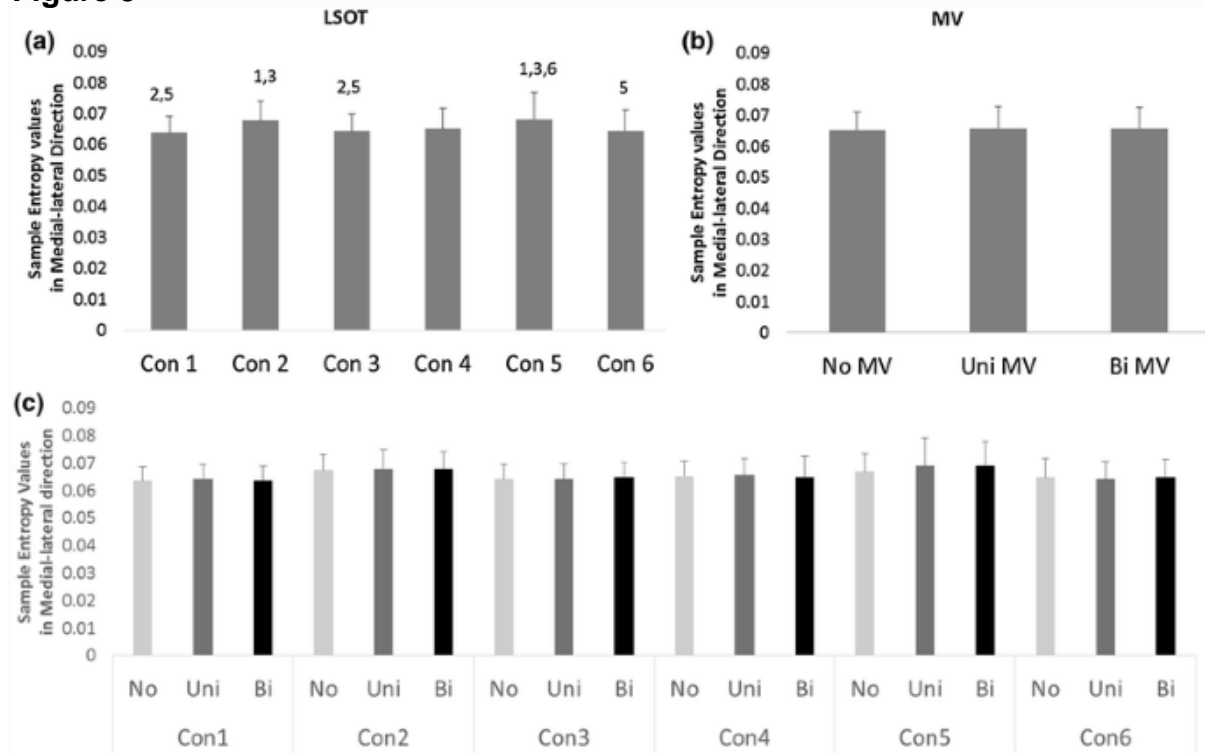 LSOT
(a)
Sample Entropy values
in Medial-lateral Direction
0.09
0.08
0.07
0.06
0.05
0.04
0.03
0.02
0.01
0
2,5
1,3
2,5
1,3,6
5
Con 1 Con 2 Con 3 Con 4 Con 5 Con 6
MV
(b)
Sample Entropy values
in Medial-lateral Direction
0.09
0.08
0.07
0.06
0.05
0.04
0.03
0.02
0.01
0
No MV Uni MV Bi MV
(c)
Sample Entropy Values
in Medial-lateral direction
0.09
0.08
0.07
0.06
0.05
0.04
0.03
0.02
0.01
0
No Uni Bi No Uni Bi No Uni Bi No Uni Bi No Uni Bi No Uni Bi
Con1 Con2 Con3 Con4 Con5 Con6